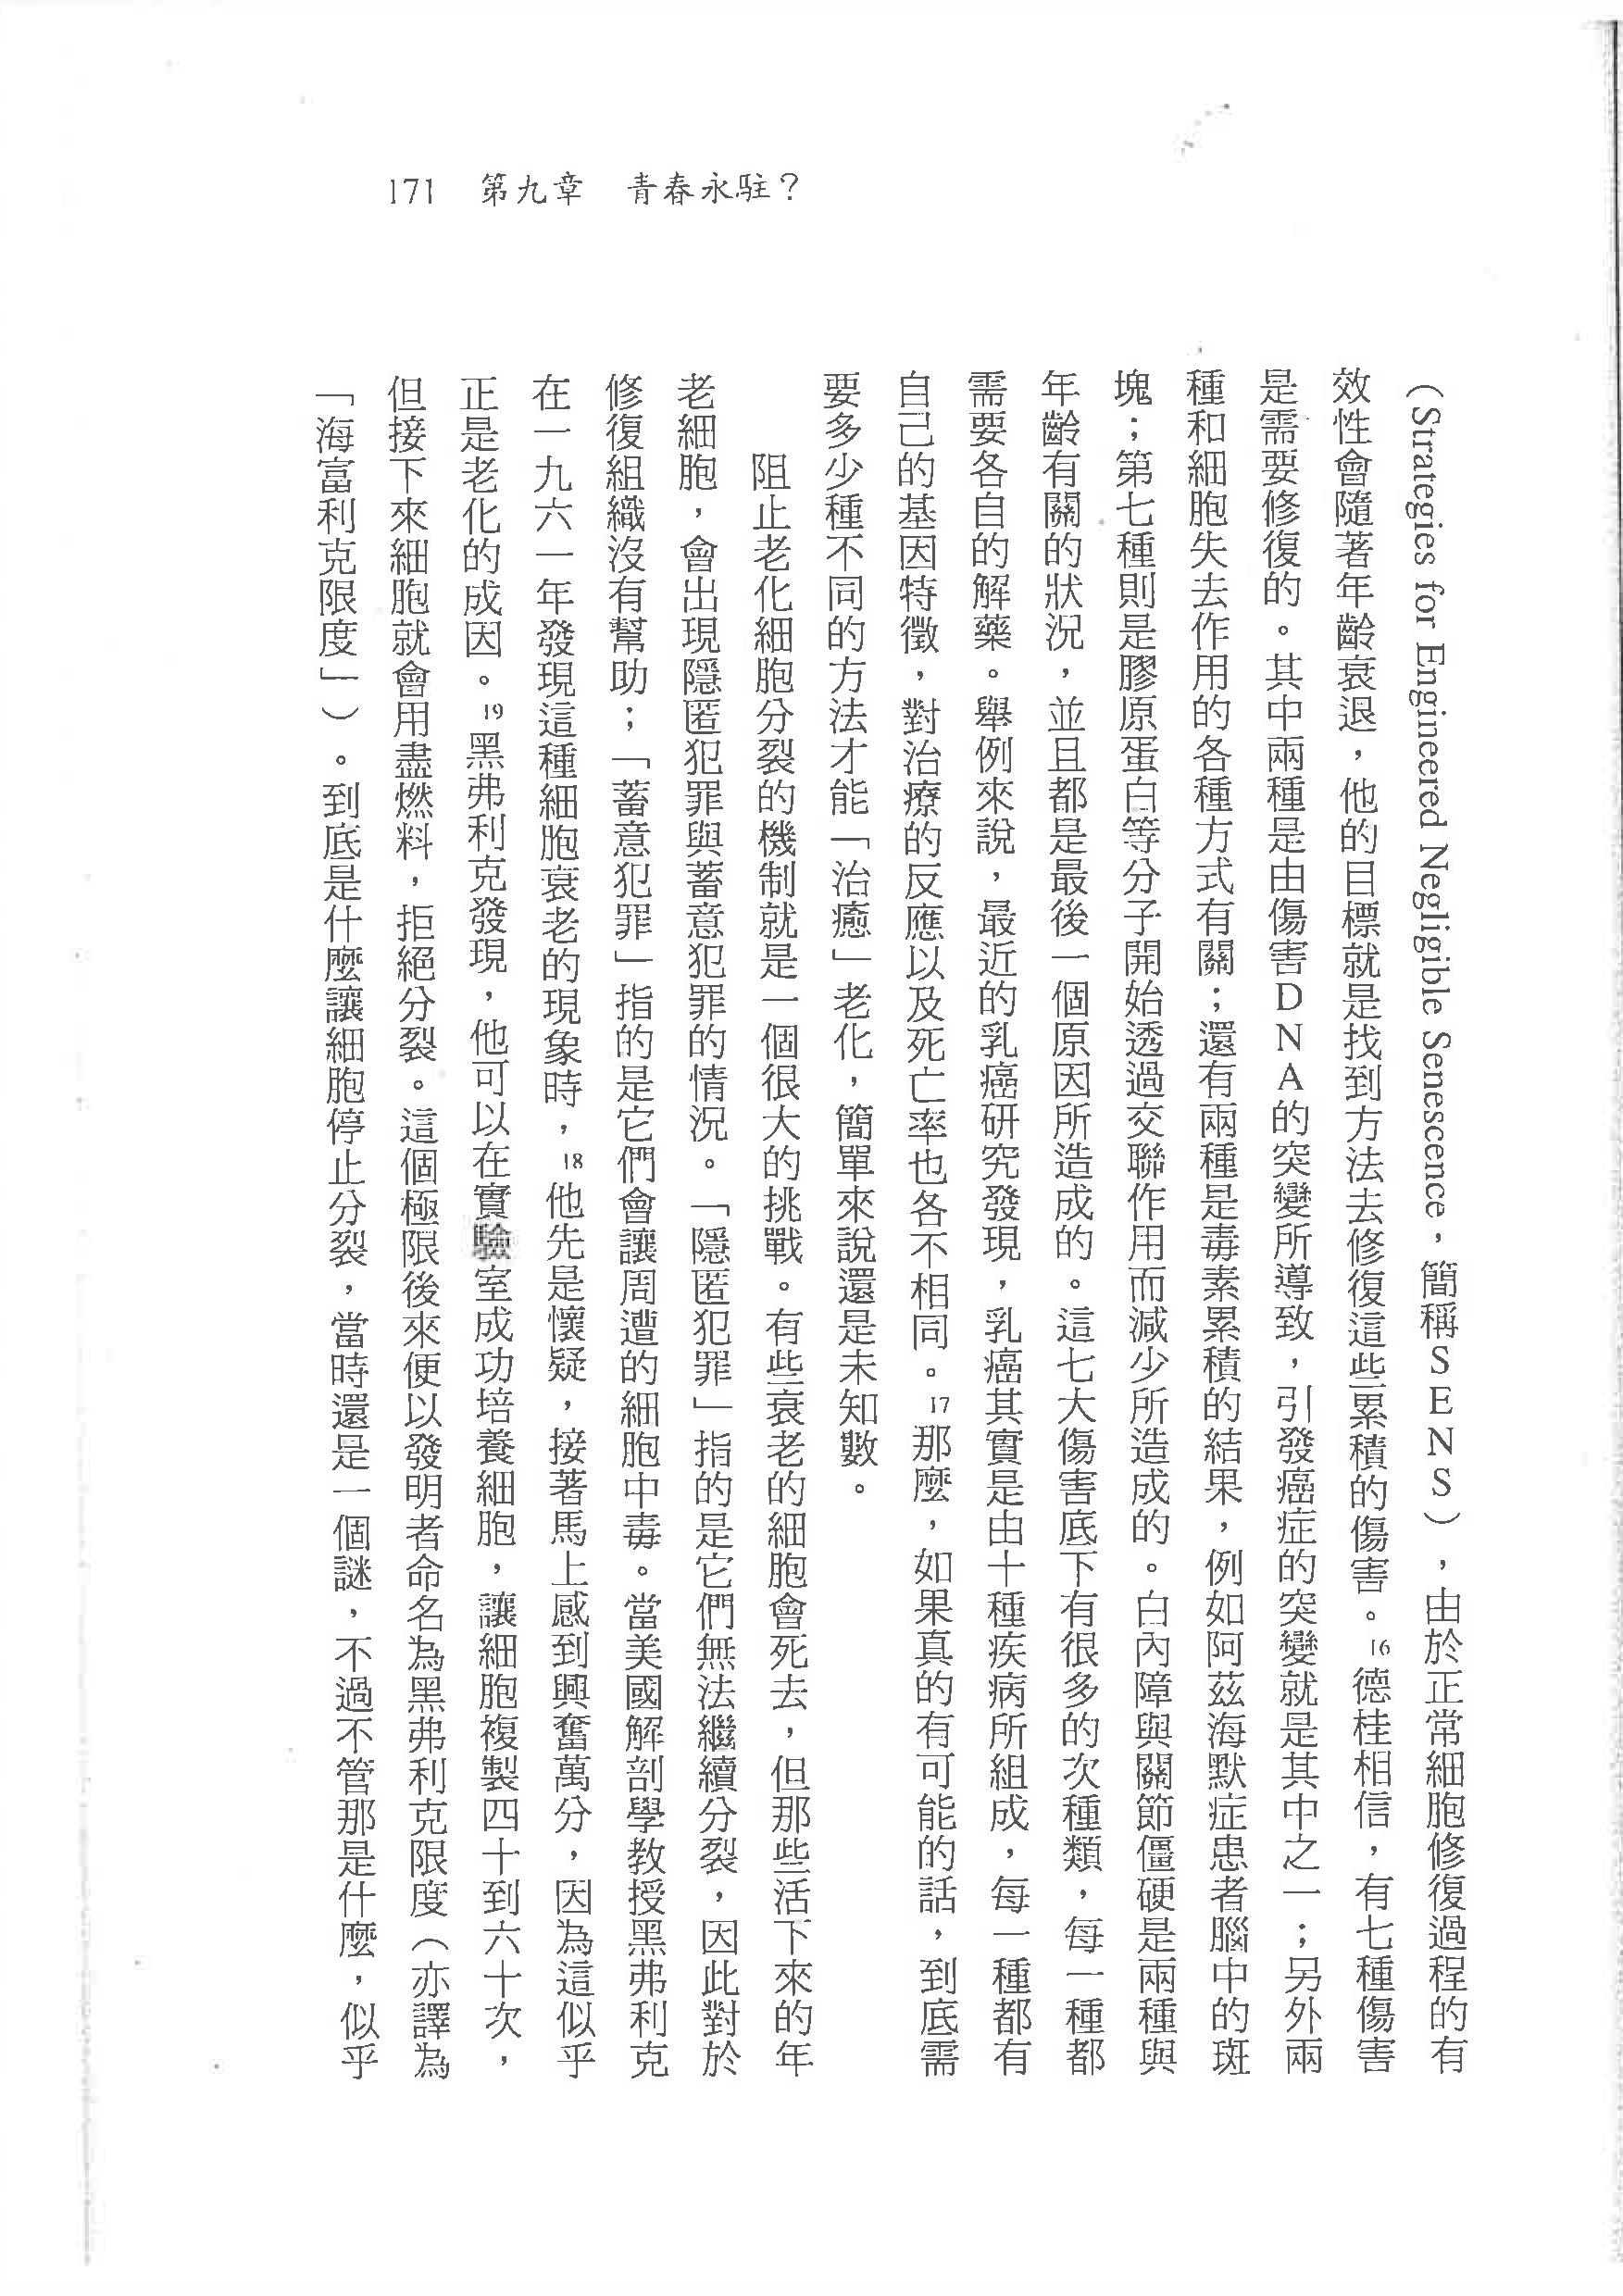 171　第九章　青春永駐？
（Strategies for Engineered Negligible Senescence，簡稱SENS），由於正常細胞修復過程的有
效性會隨著年齡衰退，他的目標就是找到方法去修復這些累積的傷害。16德桂相信，有七種傷害
是需要修復的。其中兩種是由傷害DNA的突變所導致，引發癌症的突變就是其中之一；另外兩
種和細胞失去作用的各種方式有關；還有兩種是毒素累積的結果，例如阿茲海默症患者腦中的斑
塊；第七種則是膠原蛋白等分子開始透過交聯作用而減少所造成的。白內障與關節僵硬是兩種與
年齡有關的狀況，並且都是最後一個原因所造成的。這七大傷害底下有很多的次種類，每一種都
需要各自的解藥。舉例來說，最近的乳癌研究發現，乳癌其實是由十種疾病所組成，每一種都有
自己的基因特徵，對治療的反應以及死亡率也各不相同。17那麼，如果真的有可能的話，到底需
要多少種不同的方法才能「治癒」老化，簡單來說還是未知數。
阻止老化細胞分裂的機制就是一個很大的挑戰。有些衰老的細胞會死去，但那些活下來的年
老細胞，會出現隱匿犯罪與蓄意犯罪的情況。「隱匿犯罪」指的是它們無法繼續分裂，因此對於
修復組織沒有幫助；「蓄意犯罪」指的是它們會讓周遭的細胞中毒。當美國解剖學教授黑弗利克
在一九六一年發現這種細胞衰老的現象時，18他先是懷疑，接著馬上感到興奮萬分，因為這似乎
正是老化的成因。19黑弗利克發現，他可以在實驗室成功培養細胞，讓細胞複製四十到六十次，
但接下來細胞就會用盡燃料，拒絕分裂。這個極限後來便以發明者命名為黑弗利克限度（亦譯為
「海富利克限度」）。到底是什麼讓細胞停止分裂，當時還是一個謎，不過不管那是什麼，似乎